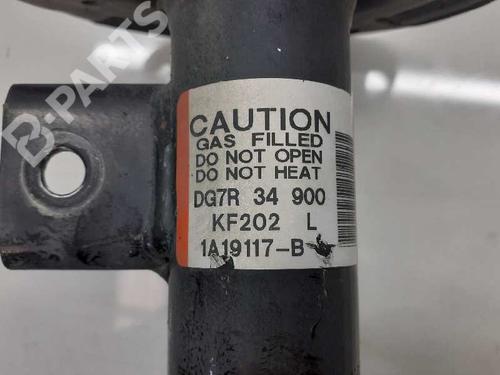 B-PARTS
CAUTION
GAS FILLED
DO NOT OPEN
DO NOT HEAT
DG7R 34 900
KF202 L
1A19117-B